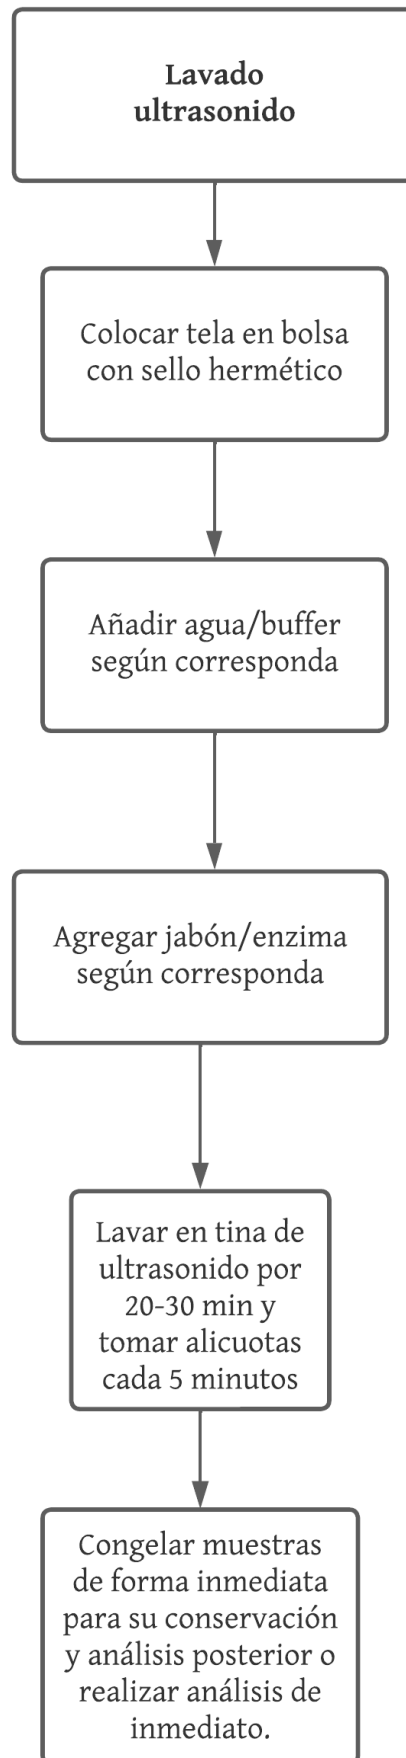 Lavado
ultrasonido
Colocar tela en bolsa
con sello hermético
Añadir agua/buffer
según corresponda
Agregar jabón/enzima
según corresponda
Lavar en tina de
ultrasonido por
20-30 min y
tomar alicuotas
cada 5 minutos
Congelar muestras
de forma inmediata
para su conservación
y análisis posterior o
realizar análisis de
inmediato.